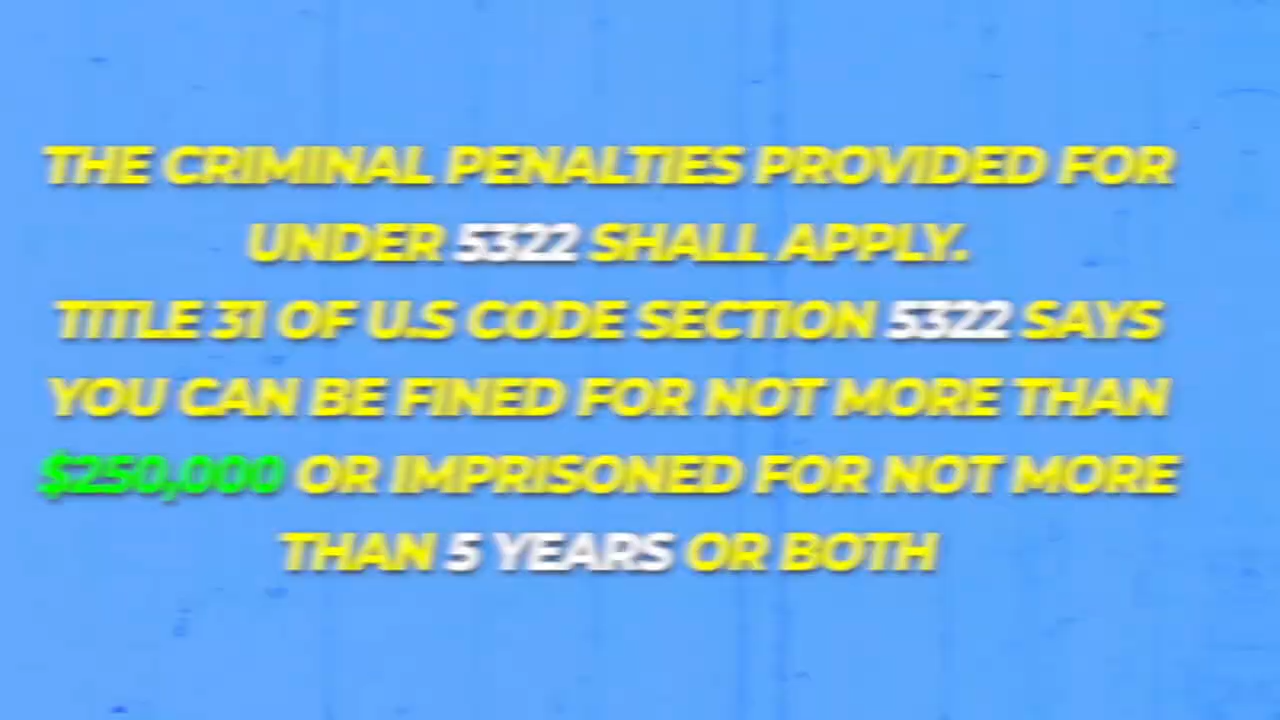 THE CRIMINAL PENALTIES PROVIDED FOR
UNDER 5322 SHALL APPLY.
TITLE 31 OF U.S CODE SECTION 5322 SAYS
YOU CAN BE FINED FOR NOT MORE THAN
$250,000 OR IMPRISONED FOR NOT MORE
THAN 5 YEARS OR BOTH